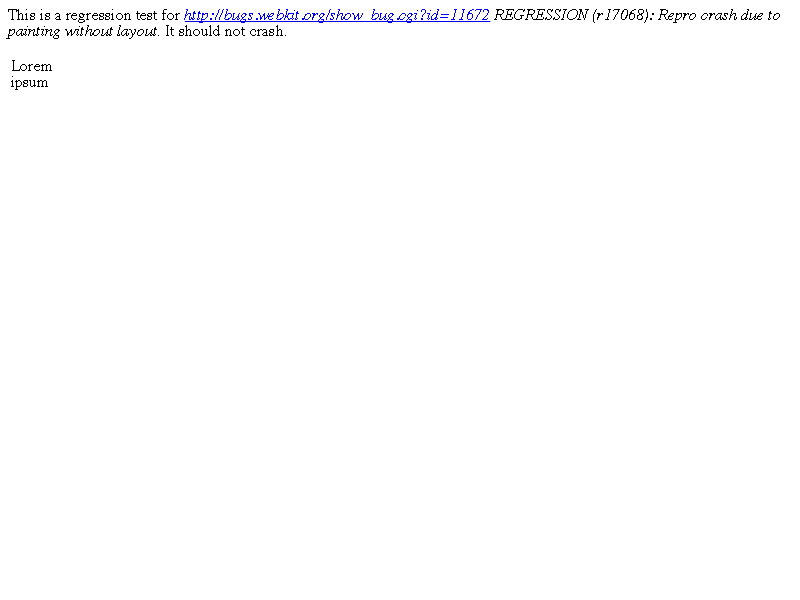 This is a regression test for http://bugs.webkit.org/show_bug.cgi?id=11672 REGRESSION (r17068): Repro crash due to
painting without layout. It should not crash.
Lorem
ipsum